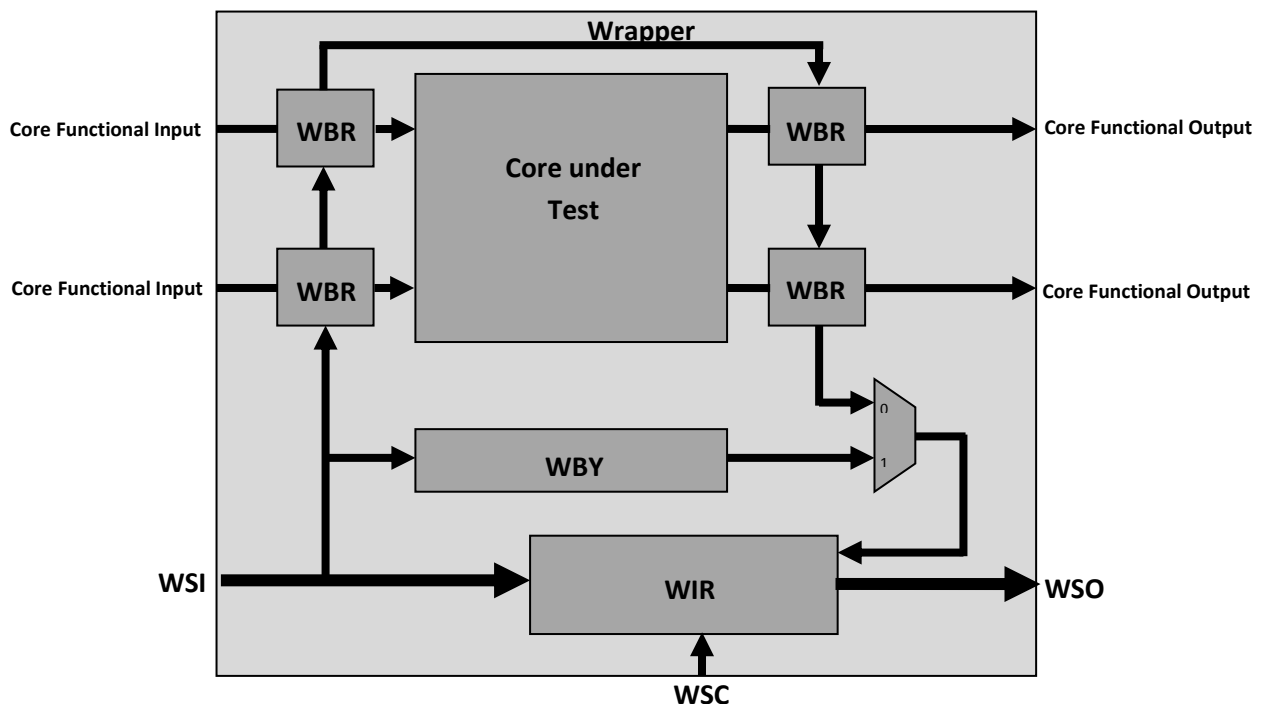 Wrapper
Core Functional Input
WBR
Core under
Test
WBR
Core Functional Output
Core Functional Input
WBR
WBR
Core Functional Output
0
WBY
1
WSI
WIR
WSO
WSC